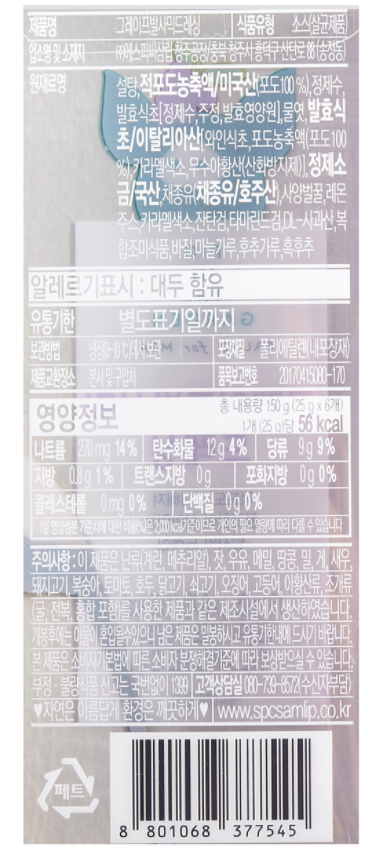 제품명 그레이프발사믹드레싱 식품유형 소스(살균제품)
업소명 및 소재지 ㈜에스피씨삼립 청주공장/충북 청주시 흥덕구 산단로 88 (송정동)
원재료명 설탕, 적포도농축액/미국산(포도100%), 정제수,
발효식초[정제수,주정,발효영양원],물엿, 발효식
초/이탈리아산[와인식초, 포도농축액(포도100
%),카라멜색소, 무수아황산(산화방지제)], 정제소
금/국산,채종유(채종유/호주산),사양벌꿀,레몬
주스,카라멜색소,잔탄검,타마린드검,DL-사과산,복
합조미식품,바질,마늘가루,후추가루,흑후추
알레르기표시 : 대두 함유
유통기한 별도표기일까지
보관방법 냉장0~10℃에서 보관 포장재질 폴리에틸렌(내포장재)
제품교환장소 본사 및 구입처 품목보고번호 20170415080-170
영양정보 총 내용량 150 g (25 g x 6개)
1개 (25 g)당 56 kcal
나트륨 270 mg 14% 탄수화물 12 g 4% 당류 9 g 9%
지방 0.8 g 1% 트랜스지방 0 g 포화지방 0 g 0%
콜레스테롤 0 mg 0% 단백질 0 g 0%
1일 영양성분 기준치에 대한 비율(%)은 2,000 kcal 기준이므로 개인의 필요 열량에 따라 다를 수 있습니다
주의사항 : 이 제품은 난류(계란, 메추리알), 잣, 우유, 메밀, 땅콩, 밀, 게, 새우,
돼지고기, 복숭아, 토마토, 호두, 닭고기, 쇠고기, 오징어, 고등어, 아황산류, 조개류
(굴, 전복, 홍합 포함)를 사용한 제품과 같은 제조시설에서 생산하였습니다.
개봉후에는 이물이 혼입될수있으니 남은 제품은 밀봉하시고 유통기한내에 드시기 바랍니다.
본 제품은 소비자기본법에 따른 소비자 분쟁해결기준에 따라 보상받으실 수 있습니다.
부정·불량식품 신고는 국번없이 1399 고객상담실 080-739-8572(수신자부담)
♥자연은 아름답게 환경은 깨끗하게♥ www.spcsamlip.co.kr
페트
8 801068 377545